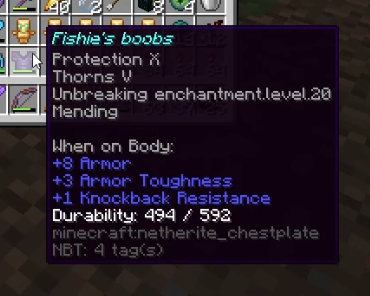 Fishie's boobs
Protection X
Thorns V
Unbreaking enchantment.level.20
Mending
When on Body:
+8 Armor
+3 Armor Toughness
+1 Knockback Resistance
Durability: 494 / 592
minecraft:netherite_chestplate
NBT: 4 tag(s)